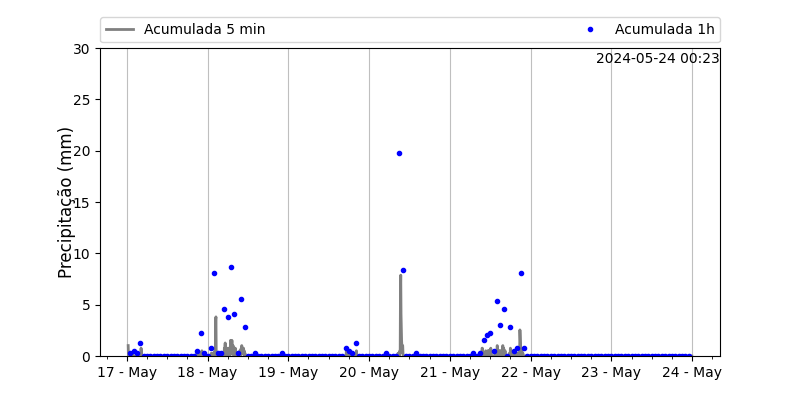 Acumulada 5 min
Acumulada 1h
2024-05-24 00:23
Precipitação (mm)
30
25
20
15
10
5
0
17 - May 18 - May 19 - May 20 - May 21 - May 22 - May 23 - May 24 - May